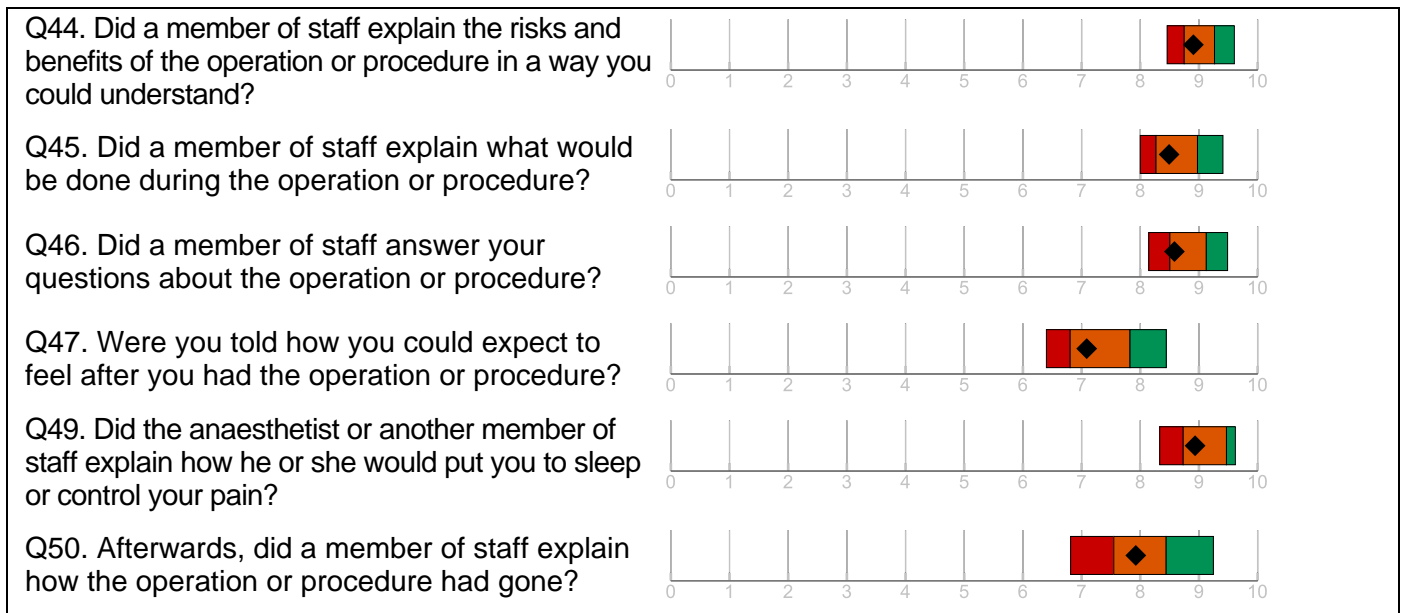 Q44. Did a member of staff explain the risks and
benefits of the operation or procedure in a way you
could understand?
0 1 2 3 4 5 6 7 8 9 10
Q45. Did a member of staff explain what would
be done during the operation or procedure?
0 1 2 3 4 5 6 7 8 9 10
Q46. Did a member of staff answer your
questions about the operation or procedure?
0 1 2 3 4 5 6 7 8 9 10
Q47. Were you told how you could expect to
feel after you had the operation or procedure?
0 1 2 3 4 5 6 7 8 9 10
Q49. Did the anaesthetist or another member of
staff explain how he or she would put you to sleep
or control your pain?
0 1 2 3 4 5 6 7 8 9 10
Q50. Afterwards, did a member of staff explain
how the operation or procedure had gone?
0 1 2 3 4 5 6 7 8 9 10